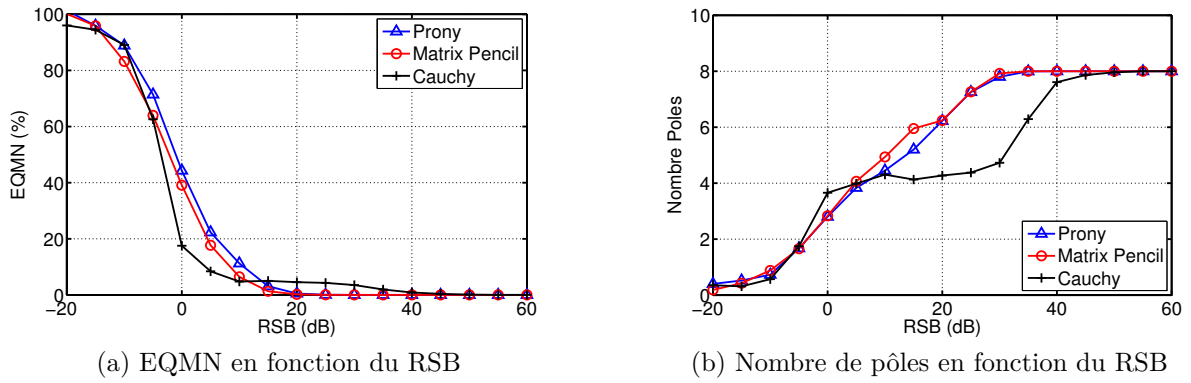 100
80
60
40
20
0
EQMN (%)
−20
0
20
40
60
RSB (dB)
Prony
Matrix Pencil
Cauchy
(a) EQMN en fonction du RSB
10
8
6
4
2
0
Nombre Poles
−20
0
20
40
60
RSB (dB)
Prony
Matrix Pencil
Cauchy
(b) Nombre de pôles en fonction du RSB